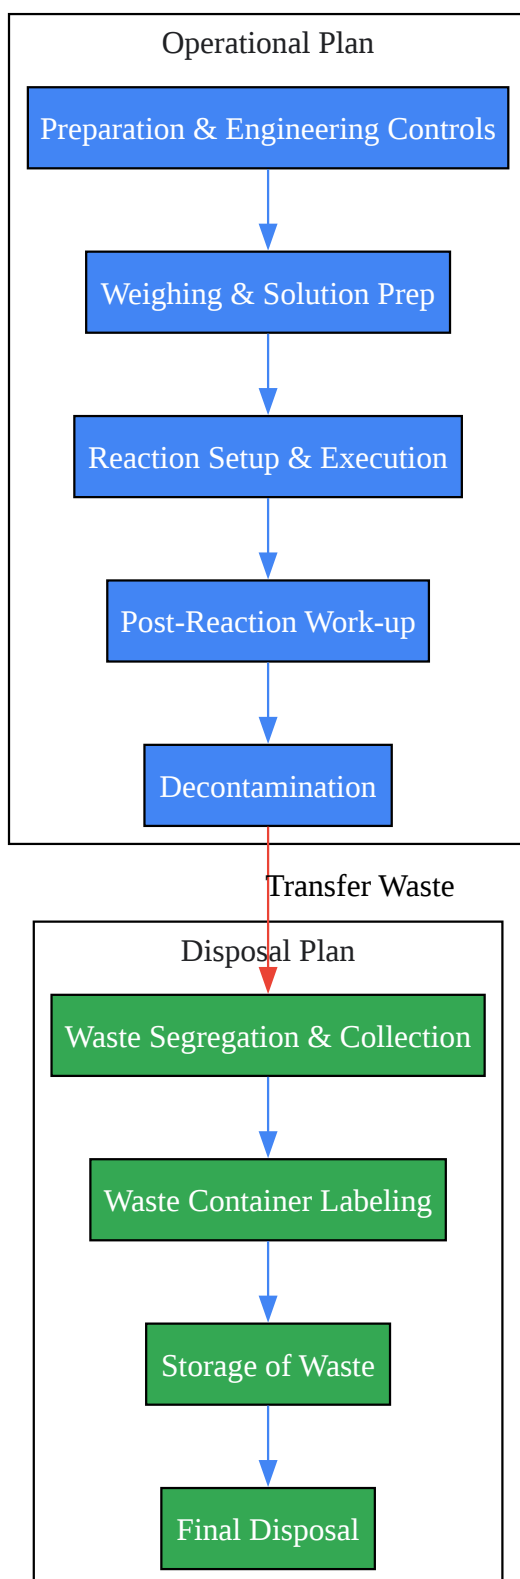 Operational Plan
Preparation & Engineering Controls
Weighing & Solution Prep
Reaction Setup & Execution
Post-Reaction Work-up
Decontamination
Transfer Waste
Disposal Plan
Waste Segregation & Collection
Waste Container Labeling
Storage of Waste
Final Disposal